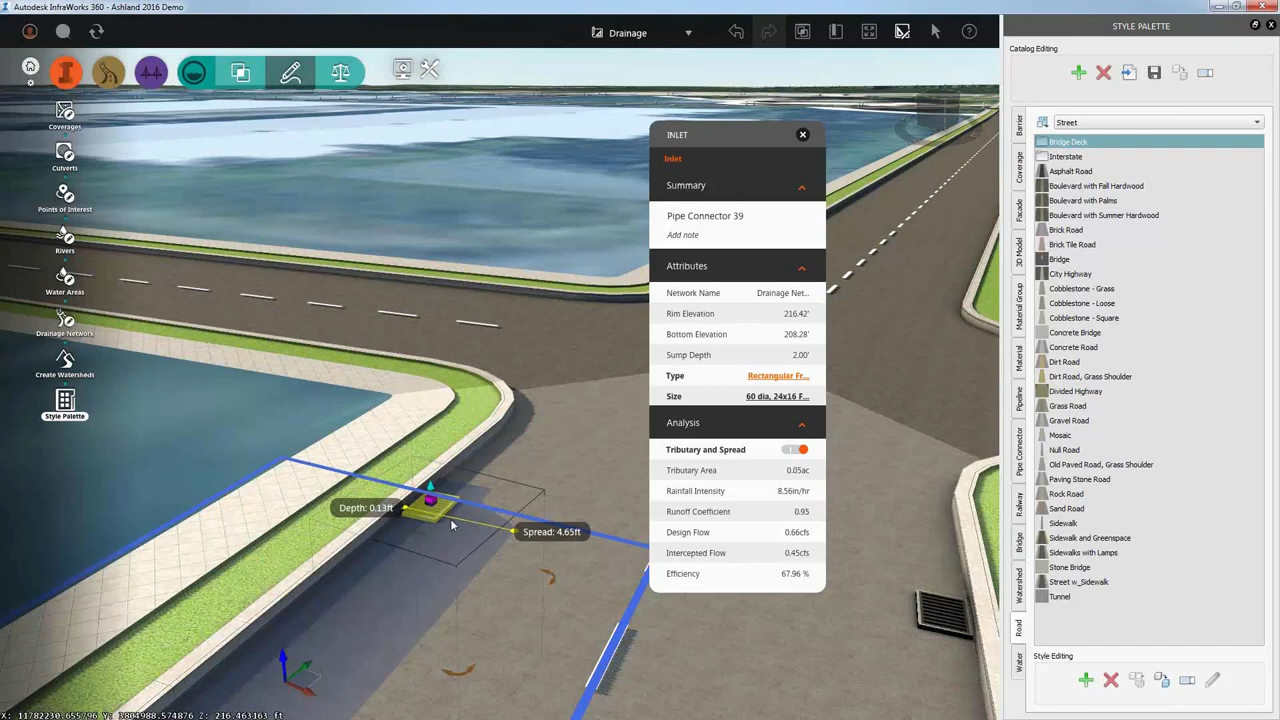 Autodesk InfraWorks 360 - Ashland 2016 Demo
Drainage
Coverages
Culverts
Points of Interest
Rivers
Water Areas
Drainage Network
Create Watersheds
Style Palette
Depth: 0.13ft
Spread: 4.65ft
INLET
Inlet
Summary
Pipe Connector 39
Add note
Attributes
Network Name Drainage Net...
Rim Elevation 216.42'
Bottom Elevation 208.28'
Sump Depth 2.00'
Type Rectangular Fr...
Size 60 dia, 24x16 F...
Analysis
Tributary and Spread
Tributary Area 0.05ac
Rainfall Intensity 8.56in/hr
Runoff Coefficient 0.95
Design Flow 0.66cfs
Intercepted Flow 0.45cfs
Efficiency 67.96 %
X: 11782230.655796 Y: 3804988.574876 Z: 216.463163 ft
STYLE PALETTE
Catalog Editing
Barrier
Coverage
Facade
3D Model
Material Group
Material
Pipeline
Pipe Connector
Railway
Bridge
Watershed
Road
Water
Street
Bridge Deck
Interstate
Asphalt Road
Boulevard with Fall Hardwood
Boulevard with Palms
Boulevard with Summer Hardwood
Brick Road
Brick Tile Road
Bridge
City Highway
Cobblestone - Grass
Cobblestone - Loose
Cobblestone - Square
Concrete Bridge
Concrete Road
Dirt Road
Dirt Road, Grass Shoulder
Divided Highway
Grass Road
Gravel Road
Mosaic
Null Road
Old Paved Road, Grass Shoulder
Paving Stone Road
Rock Road
Sand Road
Sidewalk
Sidewalk and Greenspace
Sidewalks with Lamps
Stone Bridge
Street w_Sidewalk
Tunnel
Style Editing